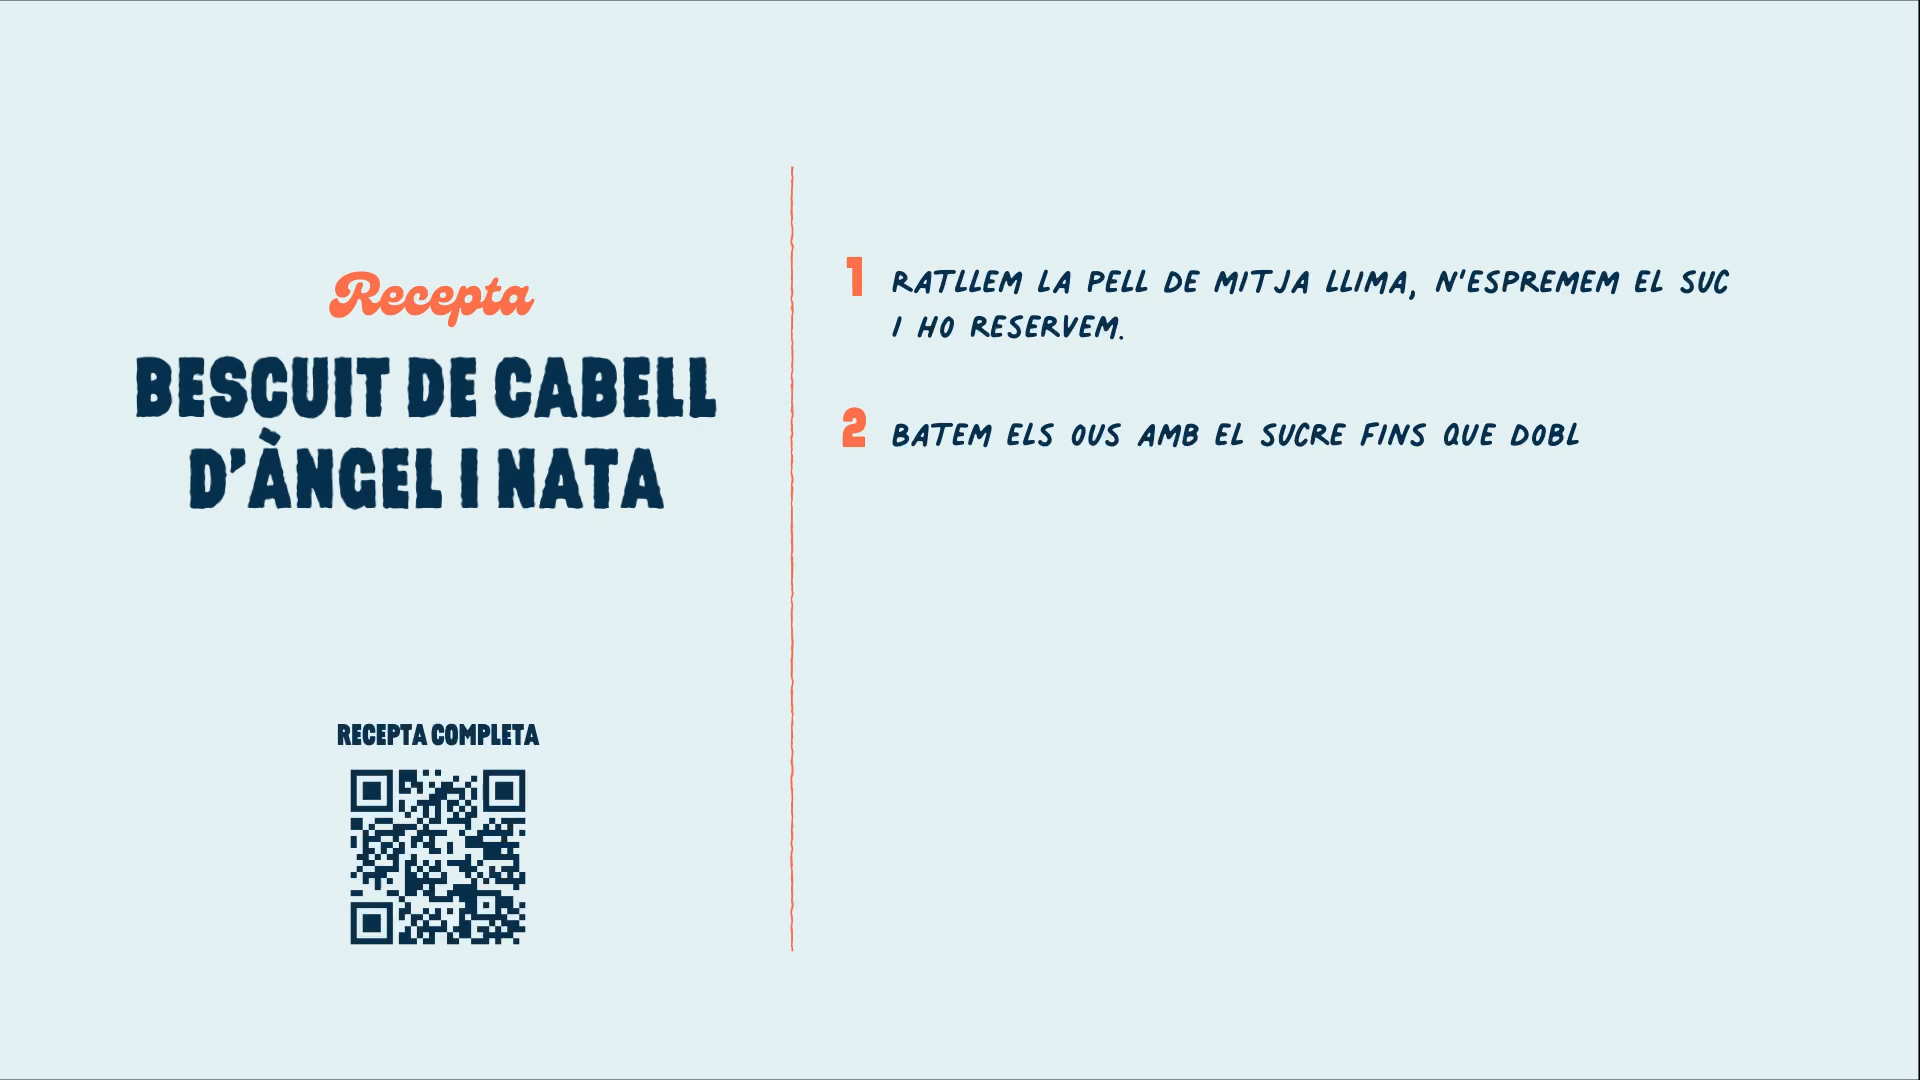 Recepta
BESCUIT DE CABELL
D'ÀNGEL I NATA
RECEPTA COMPLETA
1 RATLLEM LA PELL DE MITJA LLIMA, N'ESPREMEM EL SUC
I HO RESERVEM.
2 BATEM ELS OUS AMB EL SUCRE FINS QUE DOBL